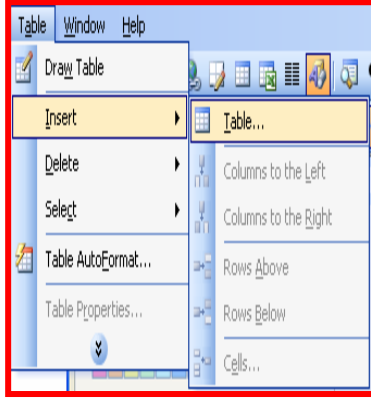 Table Window Help
Draw Table
Insert
Delete
Select
Table AutoFormat...
Table Properties...
Table...
Columns to the Left
Columns to the Right
Rows Above
Rows Below
Cells...